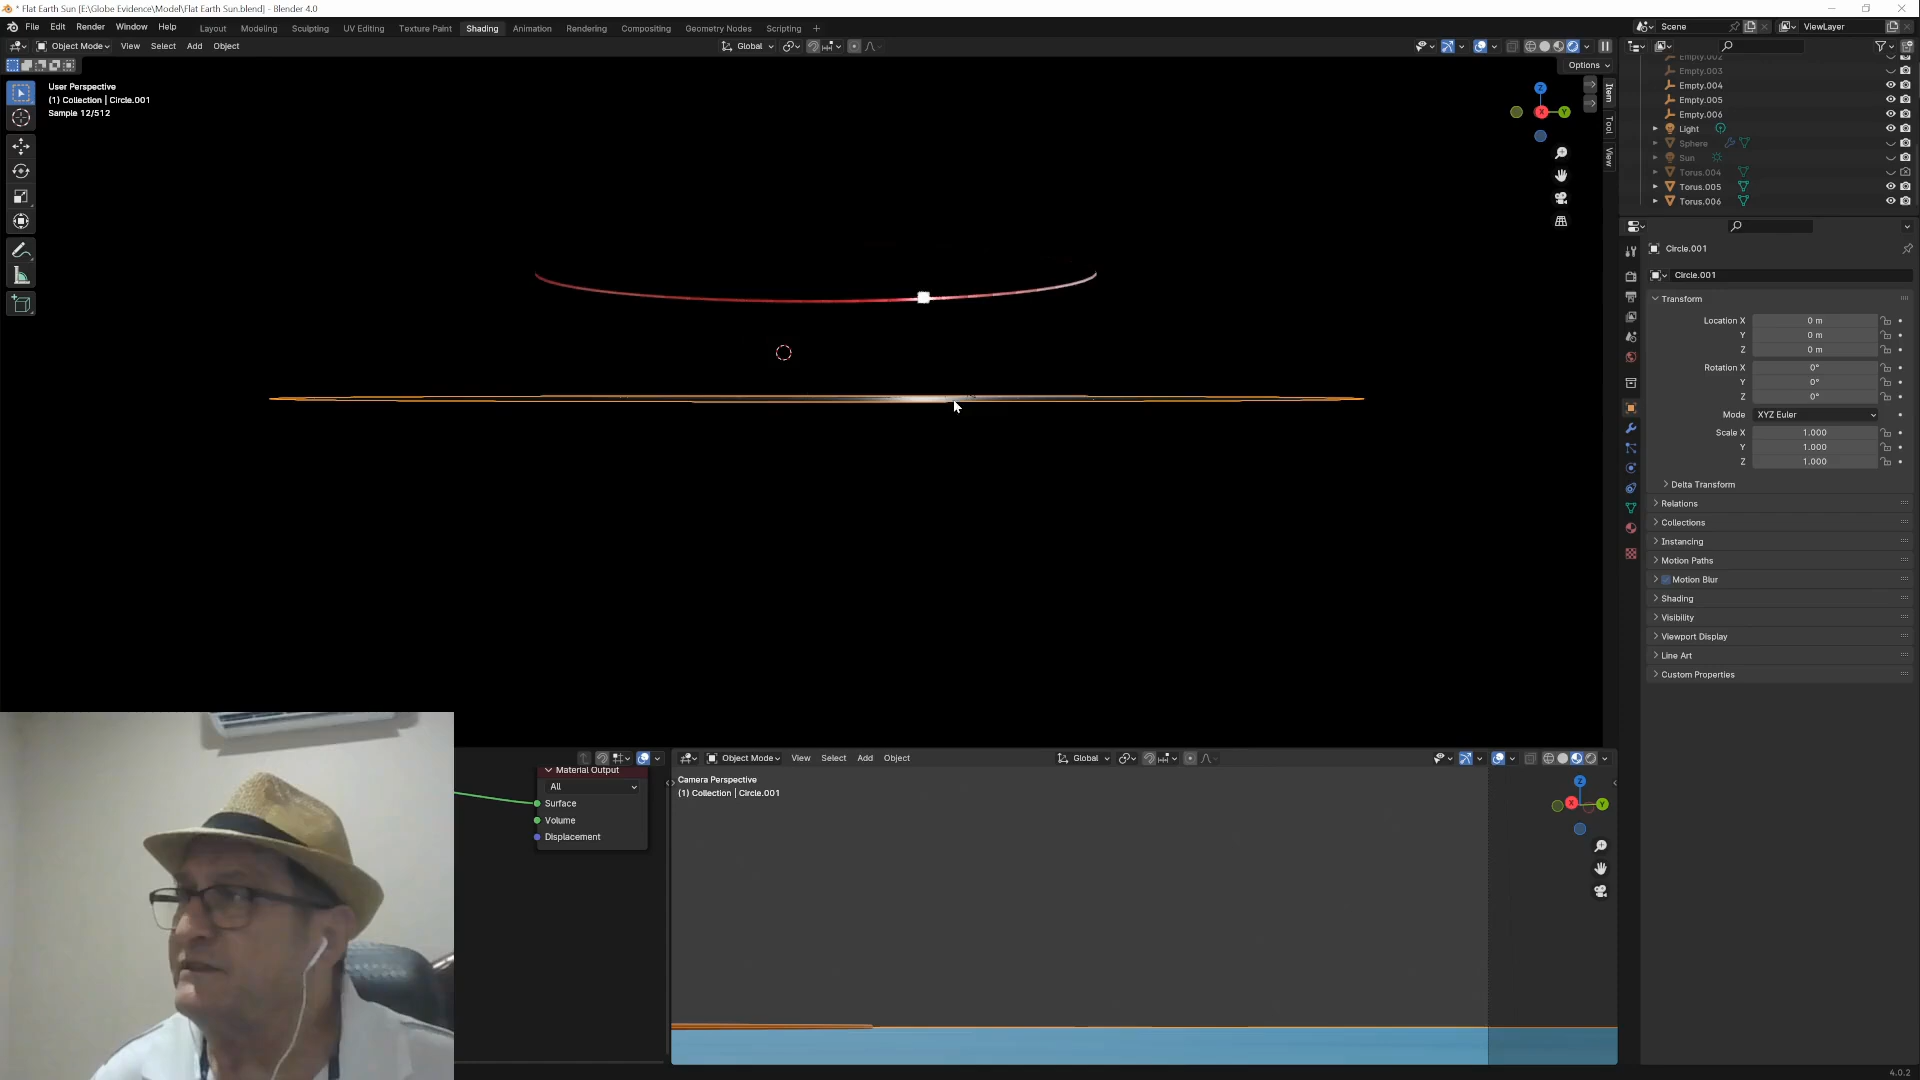 * Flat Earth Sun [E:\Globe Evidence\Model\Flat Earth Sun.blend] - Blender 4.0
File Edit Render Window Help Layout Modeling Sculpting UV Editing Texture Paint Shading Animation Rendering Compositing Geometry Nodes Scripting + Scene ViewLayer
Object Mode View Select Add Object Global
Options
User Perspective
(1) Collection | Circle.001
Sample 12/512
Z
X
Y
Item
Tool
View
Empty.002
Empty.003
Empty.004
Empty.005
Empty.006
Light
Sphere
Sun
Torus.004
Torus.005
Torus.006
Circle.001
Circle.001
Transform
Location X 0 m
Y 0 m
Z 0 m
Rotation X 0°
Y 0°
Z 0°
Mode XYZ Euler
Scale X 1.000
Y 1.000
Z 1.000
Delta Transform
Relations
Collections
Instancing
Motion Paths
Motion Blur
Shading
Visibility
Viewport Display
Line Art
Custom Properties
Material Output
All
Surface
Volume
Displacement
Object Mode View Select Add Object Global
Camera Perspective
(1) Collection | Circle.001
Z
X
Y
4.0.2